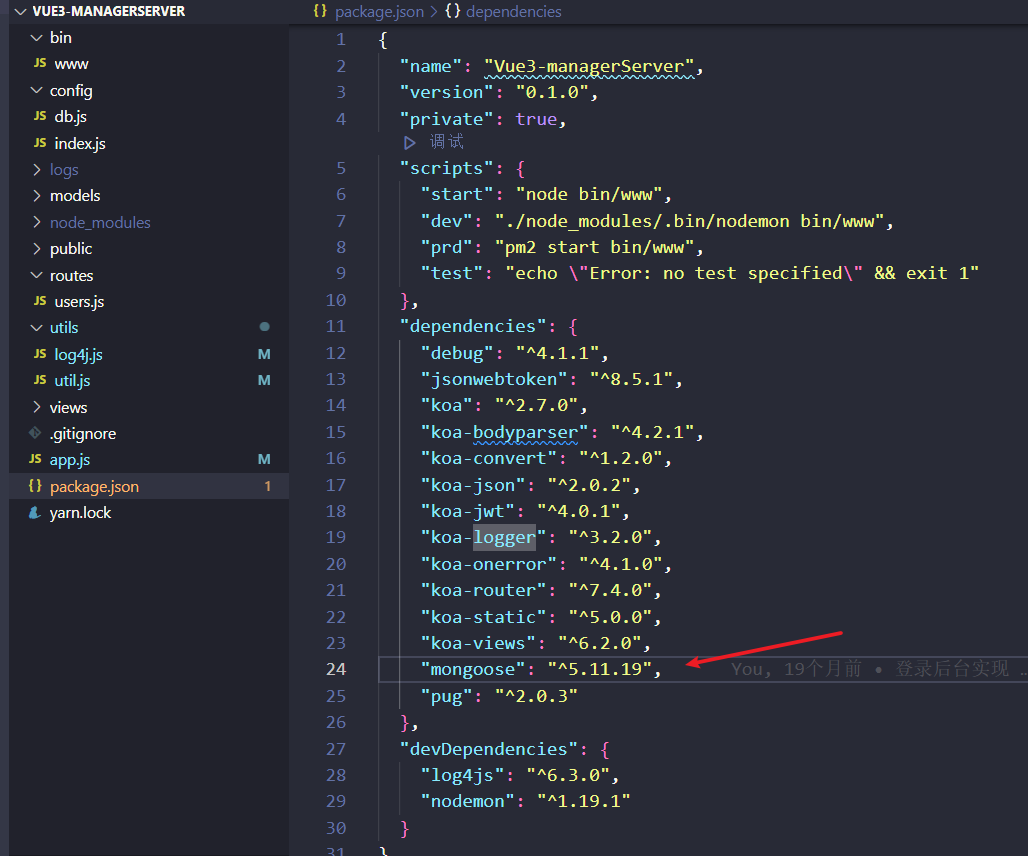 VUE3-MANAGERSERVER
bin
JS www
config
JS db.js
JS index.js
logs
models
node_modules
public
routes
JS users.js
utils
JS log4j.js M
JS util.js M
views
.gitignore
JS app.js M
{} package.json 1
yarn.lock
{} package.json > {} dependencies
1 {
2 "name": "Vue3-managerServer",
3 "version": "0.1.0",
4 "private": true,
调试
5 "scripts": {
6 "start": "node bin/www",
7 "dev": "./node_modules/.bin/nodemon bin/www",
8 "prd": "pm2 start bin/www",
9 "test": "echo \"Error: no test specified\" && exit 1"
10 },
11 "dependencies": {
12 "debug": "^4.1.1",
13 "jsonwebtoken": "^8.5.1",
14 "koa": "^2.7.0",
15 "koa-bodyparser": "^4.2.1",
16 "koa-convert": "^1.2.0",
17 "koa-json": "^2.0.2",
18 "koa-jwt": "^4.0.1",
19 "koa-logger": "^3.2.0",
20 "koa-onerror": "^4.1.0",
21 "koa-router": "^7.4.0",
22 "koa-static": "^5.0.0",
23 "koa-views": "^6.2.0",
24 "mongoose": "^5.11.19", You, 19个月前 • 登录后台实现 …
25 "pug": "^2.0.3"
26 },
27 "devDependencies": {
28 "log4js": "^6.3.0",
29 "nodemon": "^1.19.1"
30 }
31 }